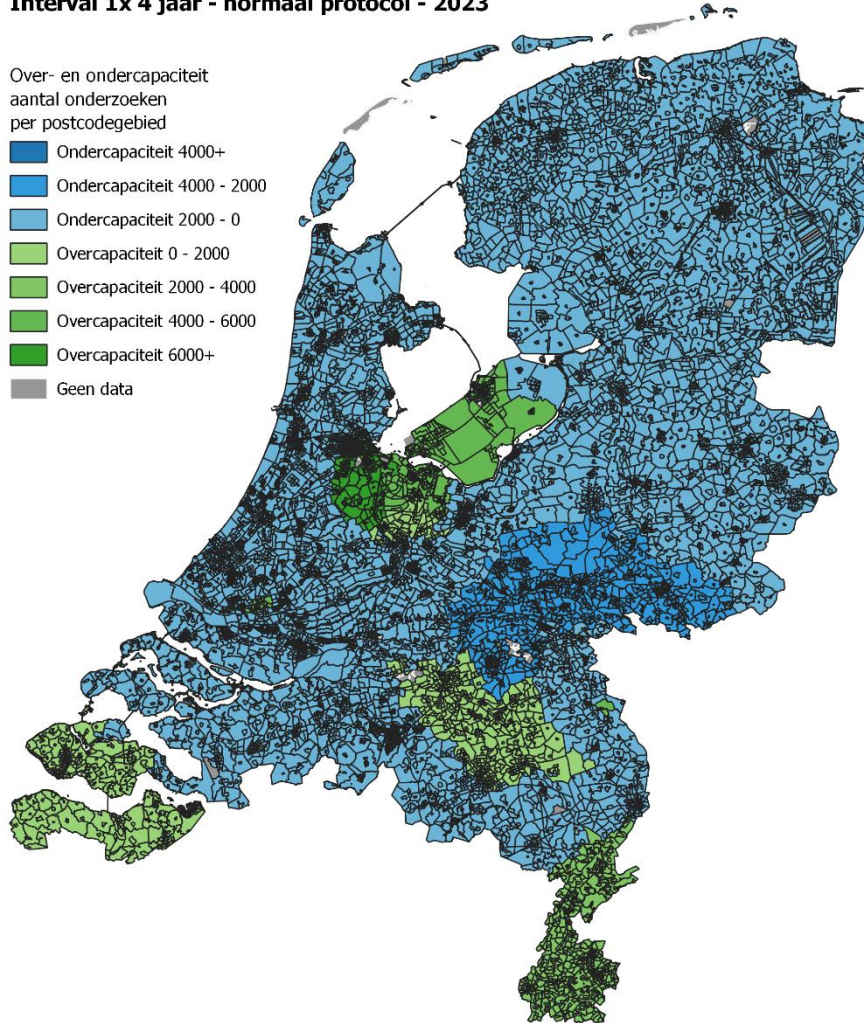 Interval 1x 4 jaar - normaal protocol - 2023
Over- en ondercapaciteit
aantal onderzoeken
per postcodegebied
Ondercapaciteit 4000+
Ondercapaciteit 4000 - 2000
Ondercapaciteit 2000 - 0
Overcapaciteit 0 - 2000
Overcapaciteit 2000 - 4000
Overcapaciteit 4000 - 6000
Overcapaciteit 6000+
Geen data